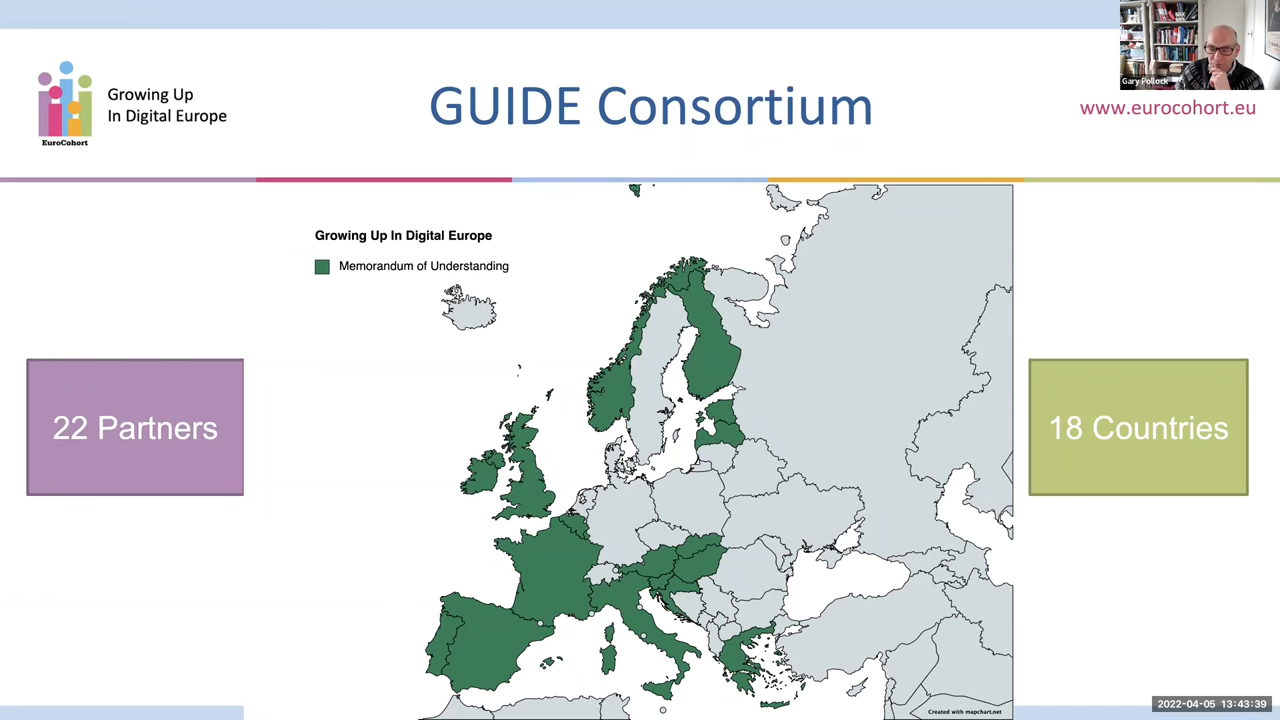 Gary Pollock
Growing Up
In Digital Europe
EuroCohort
GUIDE Consortium
www.eurocohort.eu
Growing Up In Digital Europe
Memorandum of Understanding
22 Partners
18 Countries
Created with mapchart.net
2022-04-05 13:43:39